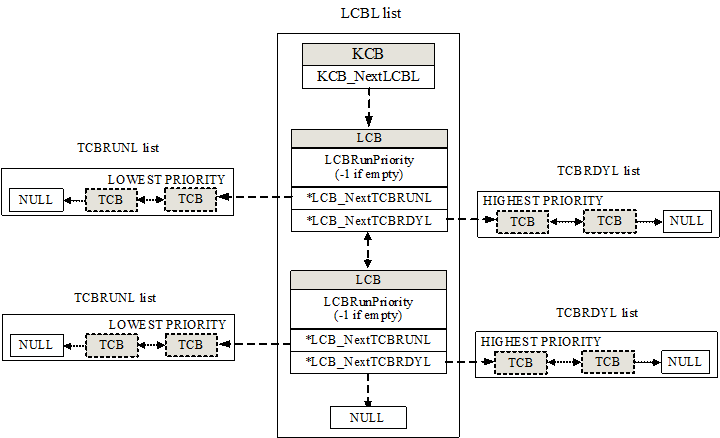 LCBL list
KCB
KCB_NextLCBL
LCB
LCBRunPriority
(-1 if empty)
*LCB_NextTCBRUNL
*LCB_NextTCBRDYL
TCBRUNL list
LOWEST PRIORITY
NULL
TCB
TCB
TCBRDYL list
HIGHEST PRIORITY
TCB
TCB
NULL
LCB
LCBRunPriority
(-1 if empty)
*LCB_NextTCBRUNL
*LCB_NextTCBRDYL
TCBRUNL list
LOWEST PRIORITY
NULL
TCB
TCB
TCBRDYL list
HIGHEST PRIORITY
TCB
TCB
NULL
NULL